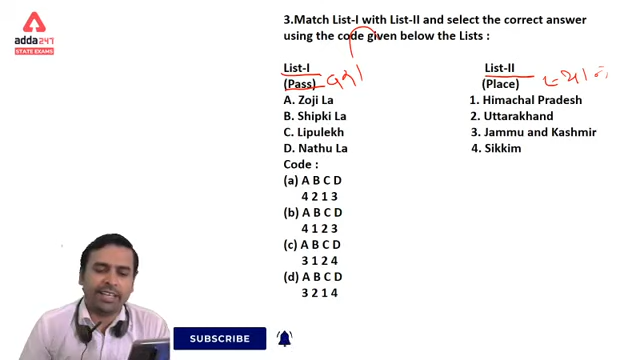 adda 247
STATE EXAMS
3.Match List-I with List-II and select the correct answer
using the code given below the Lists :
List-I
(Pass)
A. Zoji La
B. Shipki La
C. Lipulekh
D. Nathu La
Code :
(a) A B C D
4 2 1 3
(b) A B C D
4 1 2 3
(c) A B C D
3 1 2 4
(d) A B C D
3 2 1 4
List-II
(Place)
1. Himachal Pradesh
2. Uttarakhand
3. Jammu and Kashmir
4. Sikkim
SUBSCRIBE